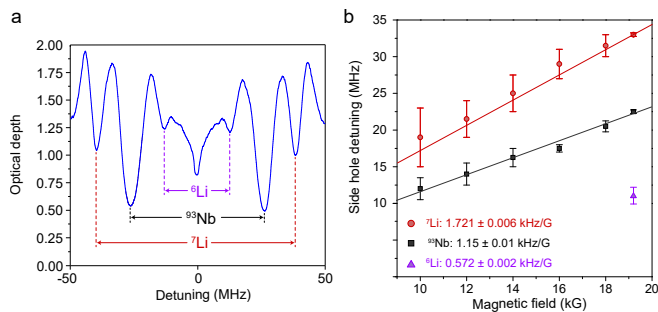 a
2.00
1.75
1.50
1.25
1.00
0.75
0.50
0.25
0.00
Optical depth
-50
0
50
Detuning (MHz)
⁶Li
⁹³Nb
⁷Li
b
35
30
25
20
15
10
5
0
Side hole detuning (MHz)
10
12
14
16
18
20
Magnetic field (kG)
⁷Li: 1.721 ± 0.006 kHz/G
⁹³Nb: 1.15 ± 0.01 kHz/G
⁶Li: 0.572 ± 0.002 kHz/G